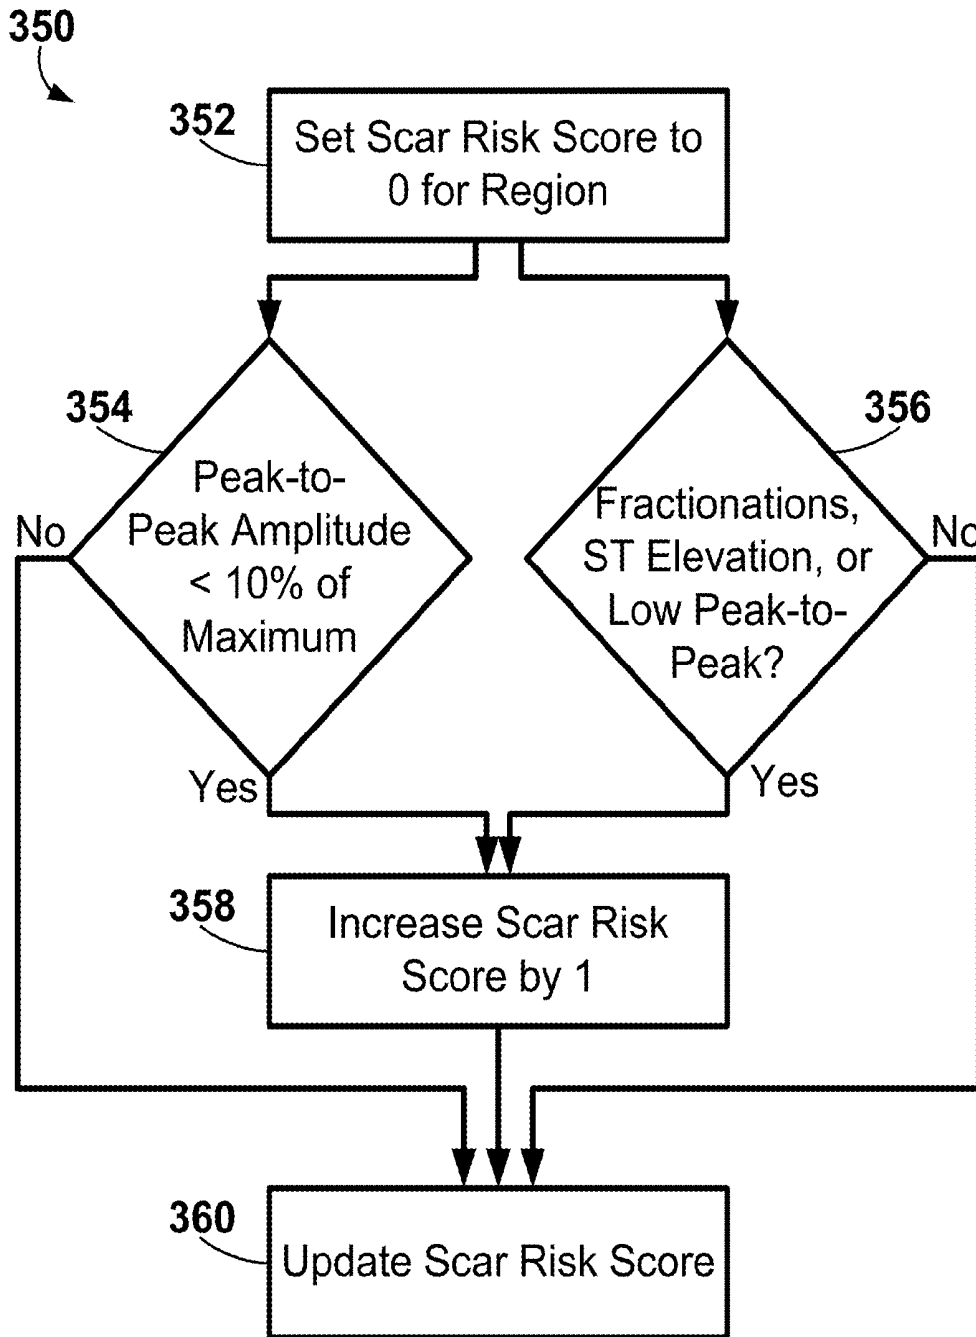 350
352
Set Scar Risk Score to
0 for Region
354
356
Peak-to-
Peak Amplitude
< 10% of
Maximum
Fractionations,
ST Elevation, or
Low Peak-to-
Peak?
No
No
Yes
Yes
358
Increase Scar Risk
Score by 1
360
Update Scar Risk Score